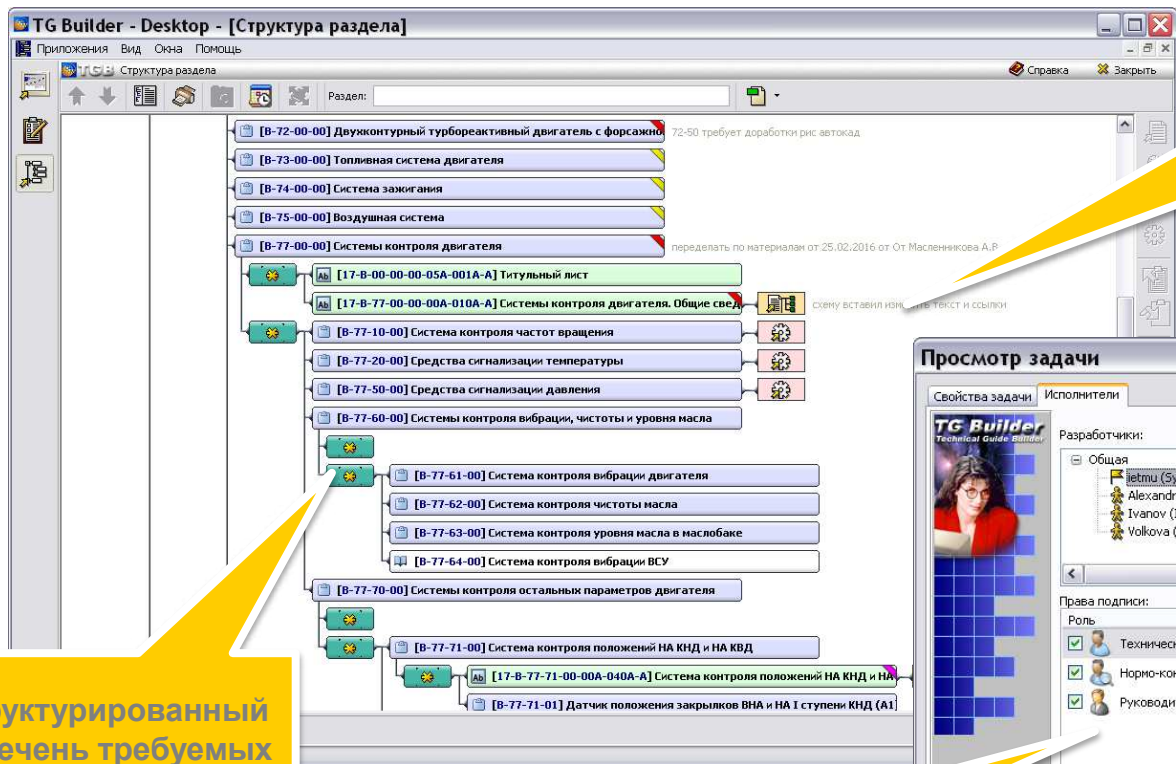 TG Builder - Desktop - [Структура раздела]
Приложения Вид Окна Помощь
TGB Структура раздела
Справка Закрыть
Раздел:
[B-72-00-00] Двухконтурный турбореактивный двигатель с форсажно
72-50 требует доработки рис автокад
[B-73-00-00] Топливная система двигателя
[B-74-00-00] Система зажигания
[B-75-00-00] Воздушная система
[B-77-00-00] Системы контроля двигателя
переделать по материалам от 25.02.2016 от От Масленникова А.Р
[17-B-00-00-00-05A-001A-A] Титульный лист
[17-B-77-00-00-00A-010A-A] Системы контроля двигателя. Общие свед
схему вставил изменить текст и ссылки
[B-77-10-00] Система контроля частот вращения
[B-77-20-00] Средства сигнализации температуры
[B-77-50-00] Средства сигнализации давления
[B-77-60-00] Системы контроля вибрации, чистоты и уровня масла
[B-77-61-00] Система контроля вибрации двигателя
[B-77-62-00] Система контроля чистоты масла
[B-77-63-00] Система контроля уровня масла в маслобаке
[B-77-64-00] Система контроля вибрации ВСУ
[B-77-70-00] Системы контроля остальных параметров двигателя
[B-77-71-00] Система контроля положений НА КНД и НА КВД
[17-B-77-71-00-00A-040A-A] Система контроля положений НА КНД и НА
[B-77-71-01] Датчик положения закрылков ВНА и НА I ступени КНД (А1)
Просмотр задачи
Свойства задачи Исполнители
TG Builder
Technical Guide Builder
Разработчики:
Общая
ietmu (Sy
Alexandr
Ivanov (I
Volkova (
Права подписи:
Роль
Техническ
Нормо-кон
Руководи
руктурированный
ечень требуемых